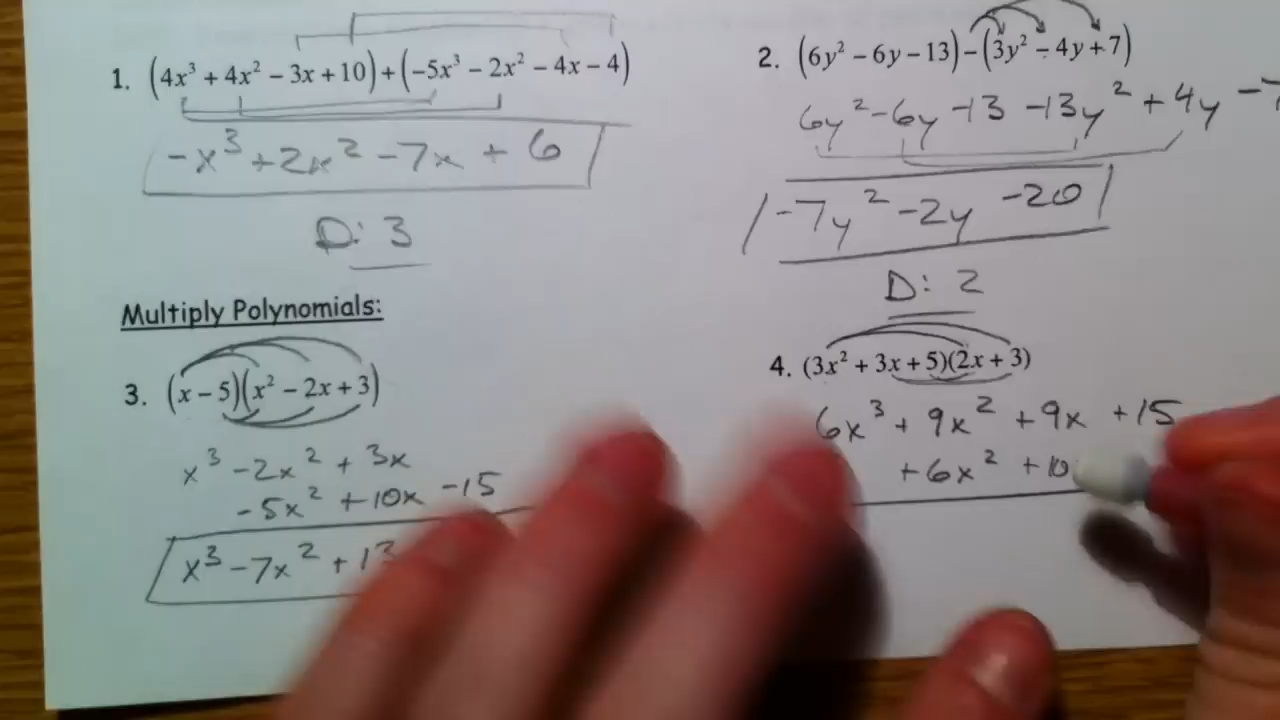 1. (4x³ + 4x² − 3x + 10) + (−5x³ − 2x² − 4x − 4)
-x³ + 2x² - 7x + 6
D: 3
2. (6y² − 6y − 13) − (3y² − 4y + 7)
6y² - 6y - 13 - 13y² + 4y - 7
-7y² - 2y - 20
D: 2
Multiply Polynomials:
3. (x − 5)(x² − 2x + 3)
x³ - 2x² + 3x
-5x² + 10x - 15
x³ - 7x² + 13
4. (3x² + 3x + 5)(2x + 3)
6x³ + 9x² + 9x + 15
+ 6x² + 10